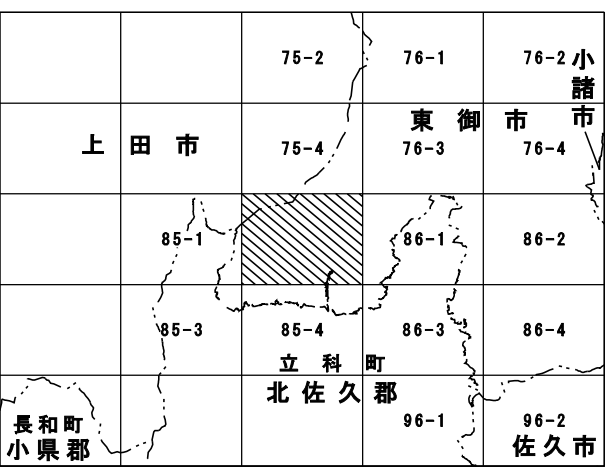 75-2 76-1 76-2 小諸市
上田市 75-4 東御市 76-3 76-4
85-1 86-1 86-2
85-3 85-4 86-3 86-4
立科町
北佐久郡
長和町 96-1 96-2
小県郡 佐久市